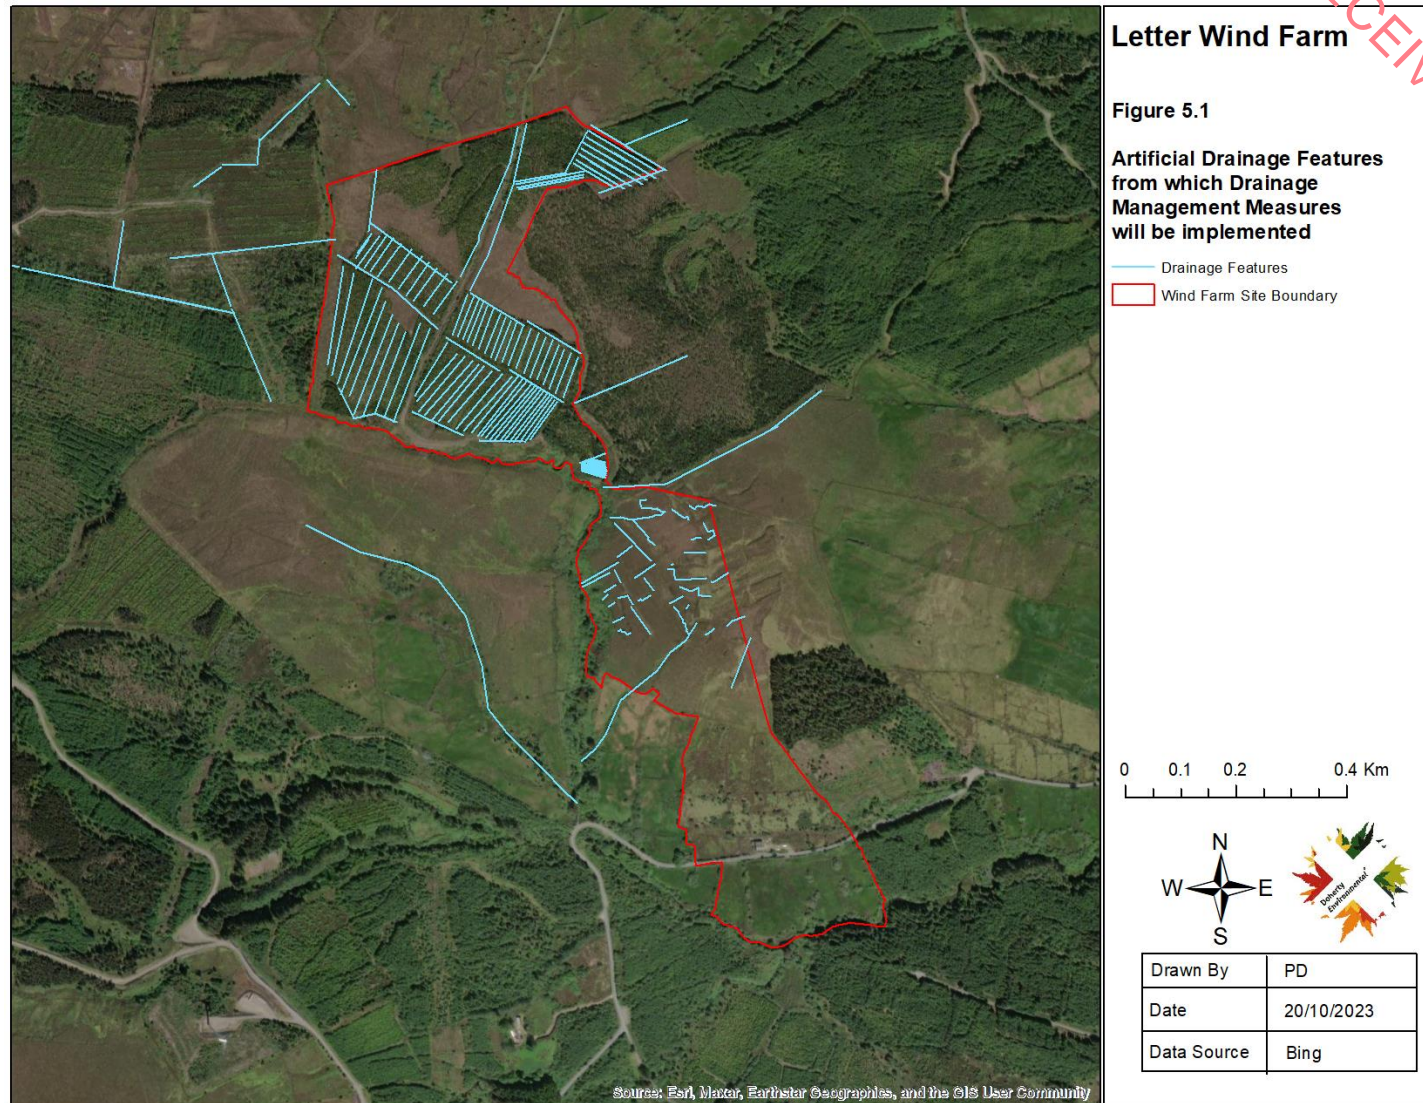 Letter Wind Farm
Figure 5.1
Artificial Drainage Features
from which Drainage
Management Measures
will be implemented
Drainage Features
Wind Farm Site Boundary
0 0.1 0.2 0.4 Km
N
W E
S
Doherty
Environmental
Drawn By PD
Date 20/10/2023
Data Source Bing
Source: Esri, Maxar, Earthstar Geographics, and the GIS User Community